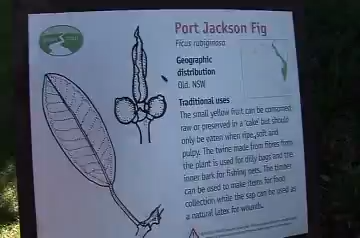 Port Jackson Fig
Ficus rubiginosa
Geographic
distribution
Qld, NSW
Traditional uses
The small yellow fruit can be consumed
raw or preserved in a 'cake' but should
only be eaten when ripe, soft and
pulpy. The twine made from fibres from
the plant is used for dilly bags and the
inner bark for fishing nets. The timber
can be used to make items for food
collection while the sap can be used as
a natural latex for wounds.